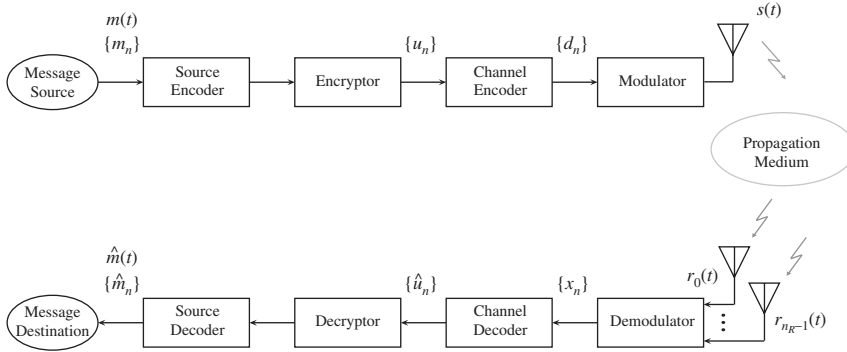 m(t)
{m_n}
{u_n}
{d_n}
s(t)
Message
Source
Source
Encoder
Encryptor
Channel
Encoder
Modulator
Propagation
Medium
m̂(t)
{m̂_n}
{û_n}
{x_n}
r_0(t)
r_{n_R−1}(t)
Message
Destination
Source
Decoder
Decryptor
Channel
Decoder
Demodulator